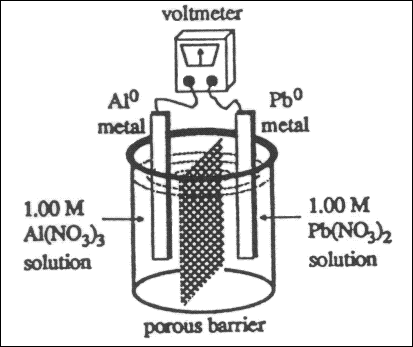 voltmeter
Al⁰
metal
Pb⁰
metal
1.00 M
Al(NO₃)₃
solution
1.00 M
Pb(NO₃)₂
solution
porous barrier